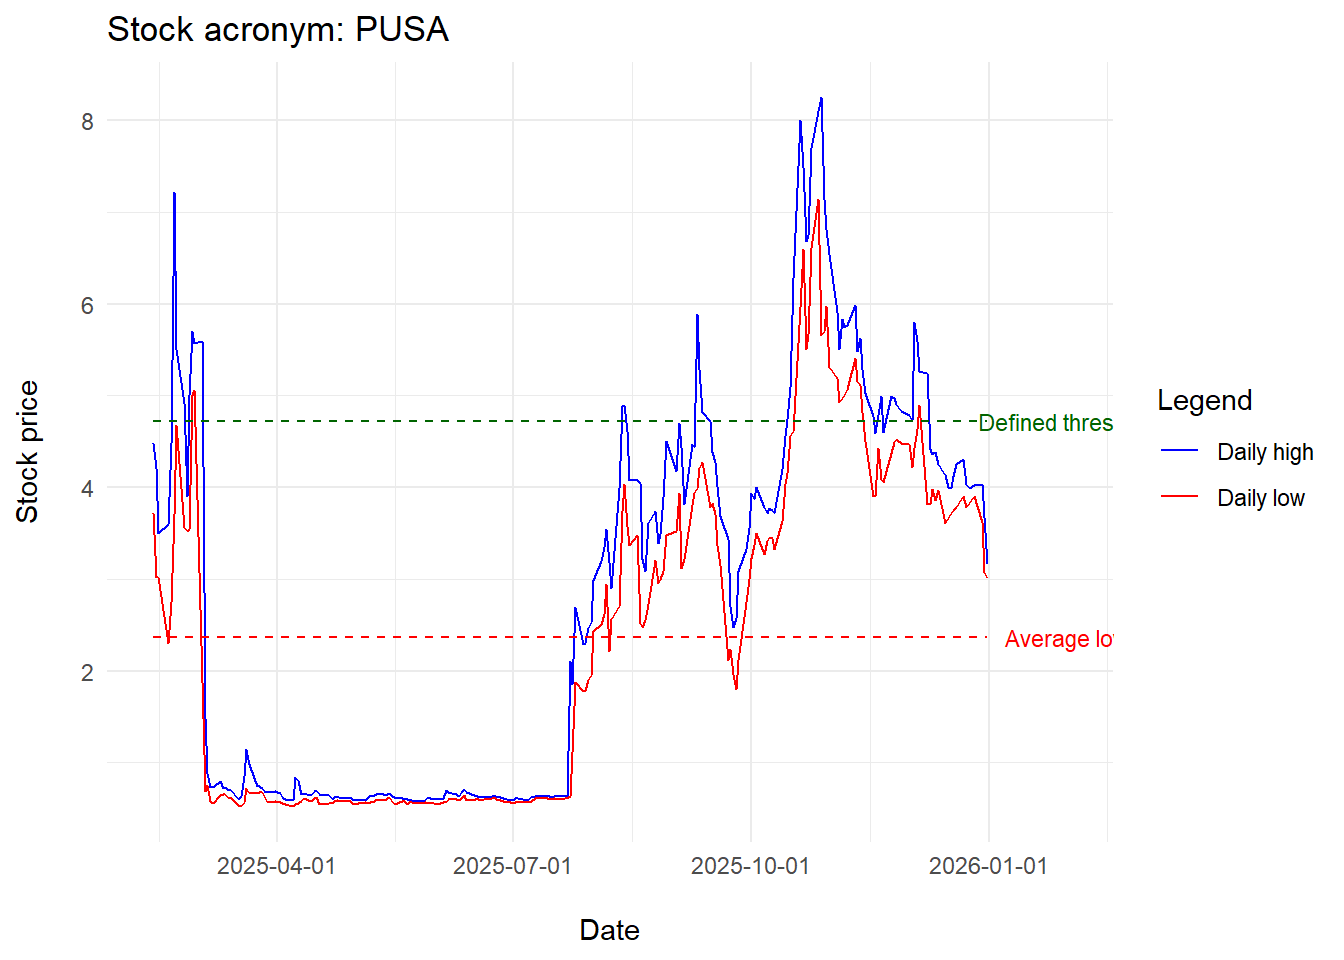 Stock acronym: PUSA
8
6
4
2
Stock price
Defined thres
Average lo
2025-04-01
2025-07-01
2025-10-01
2026-01-01
Date
Legend
Daily high
Daily low